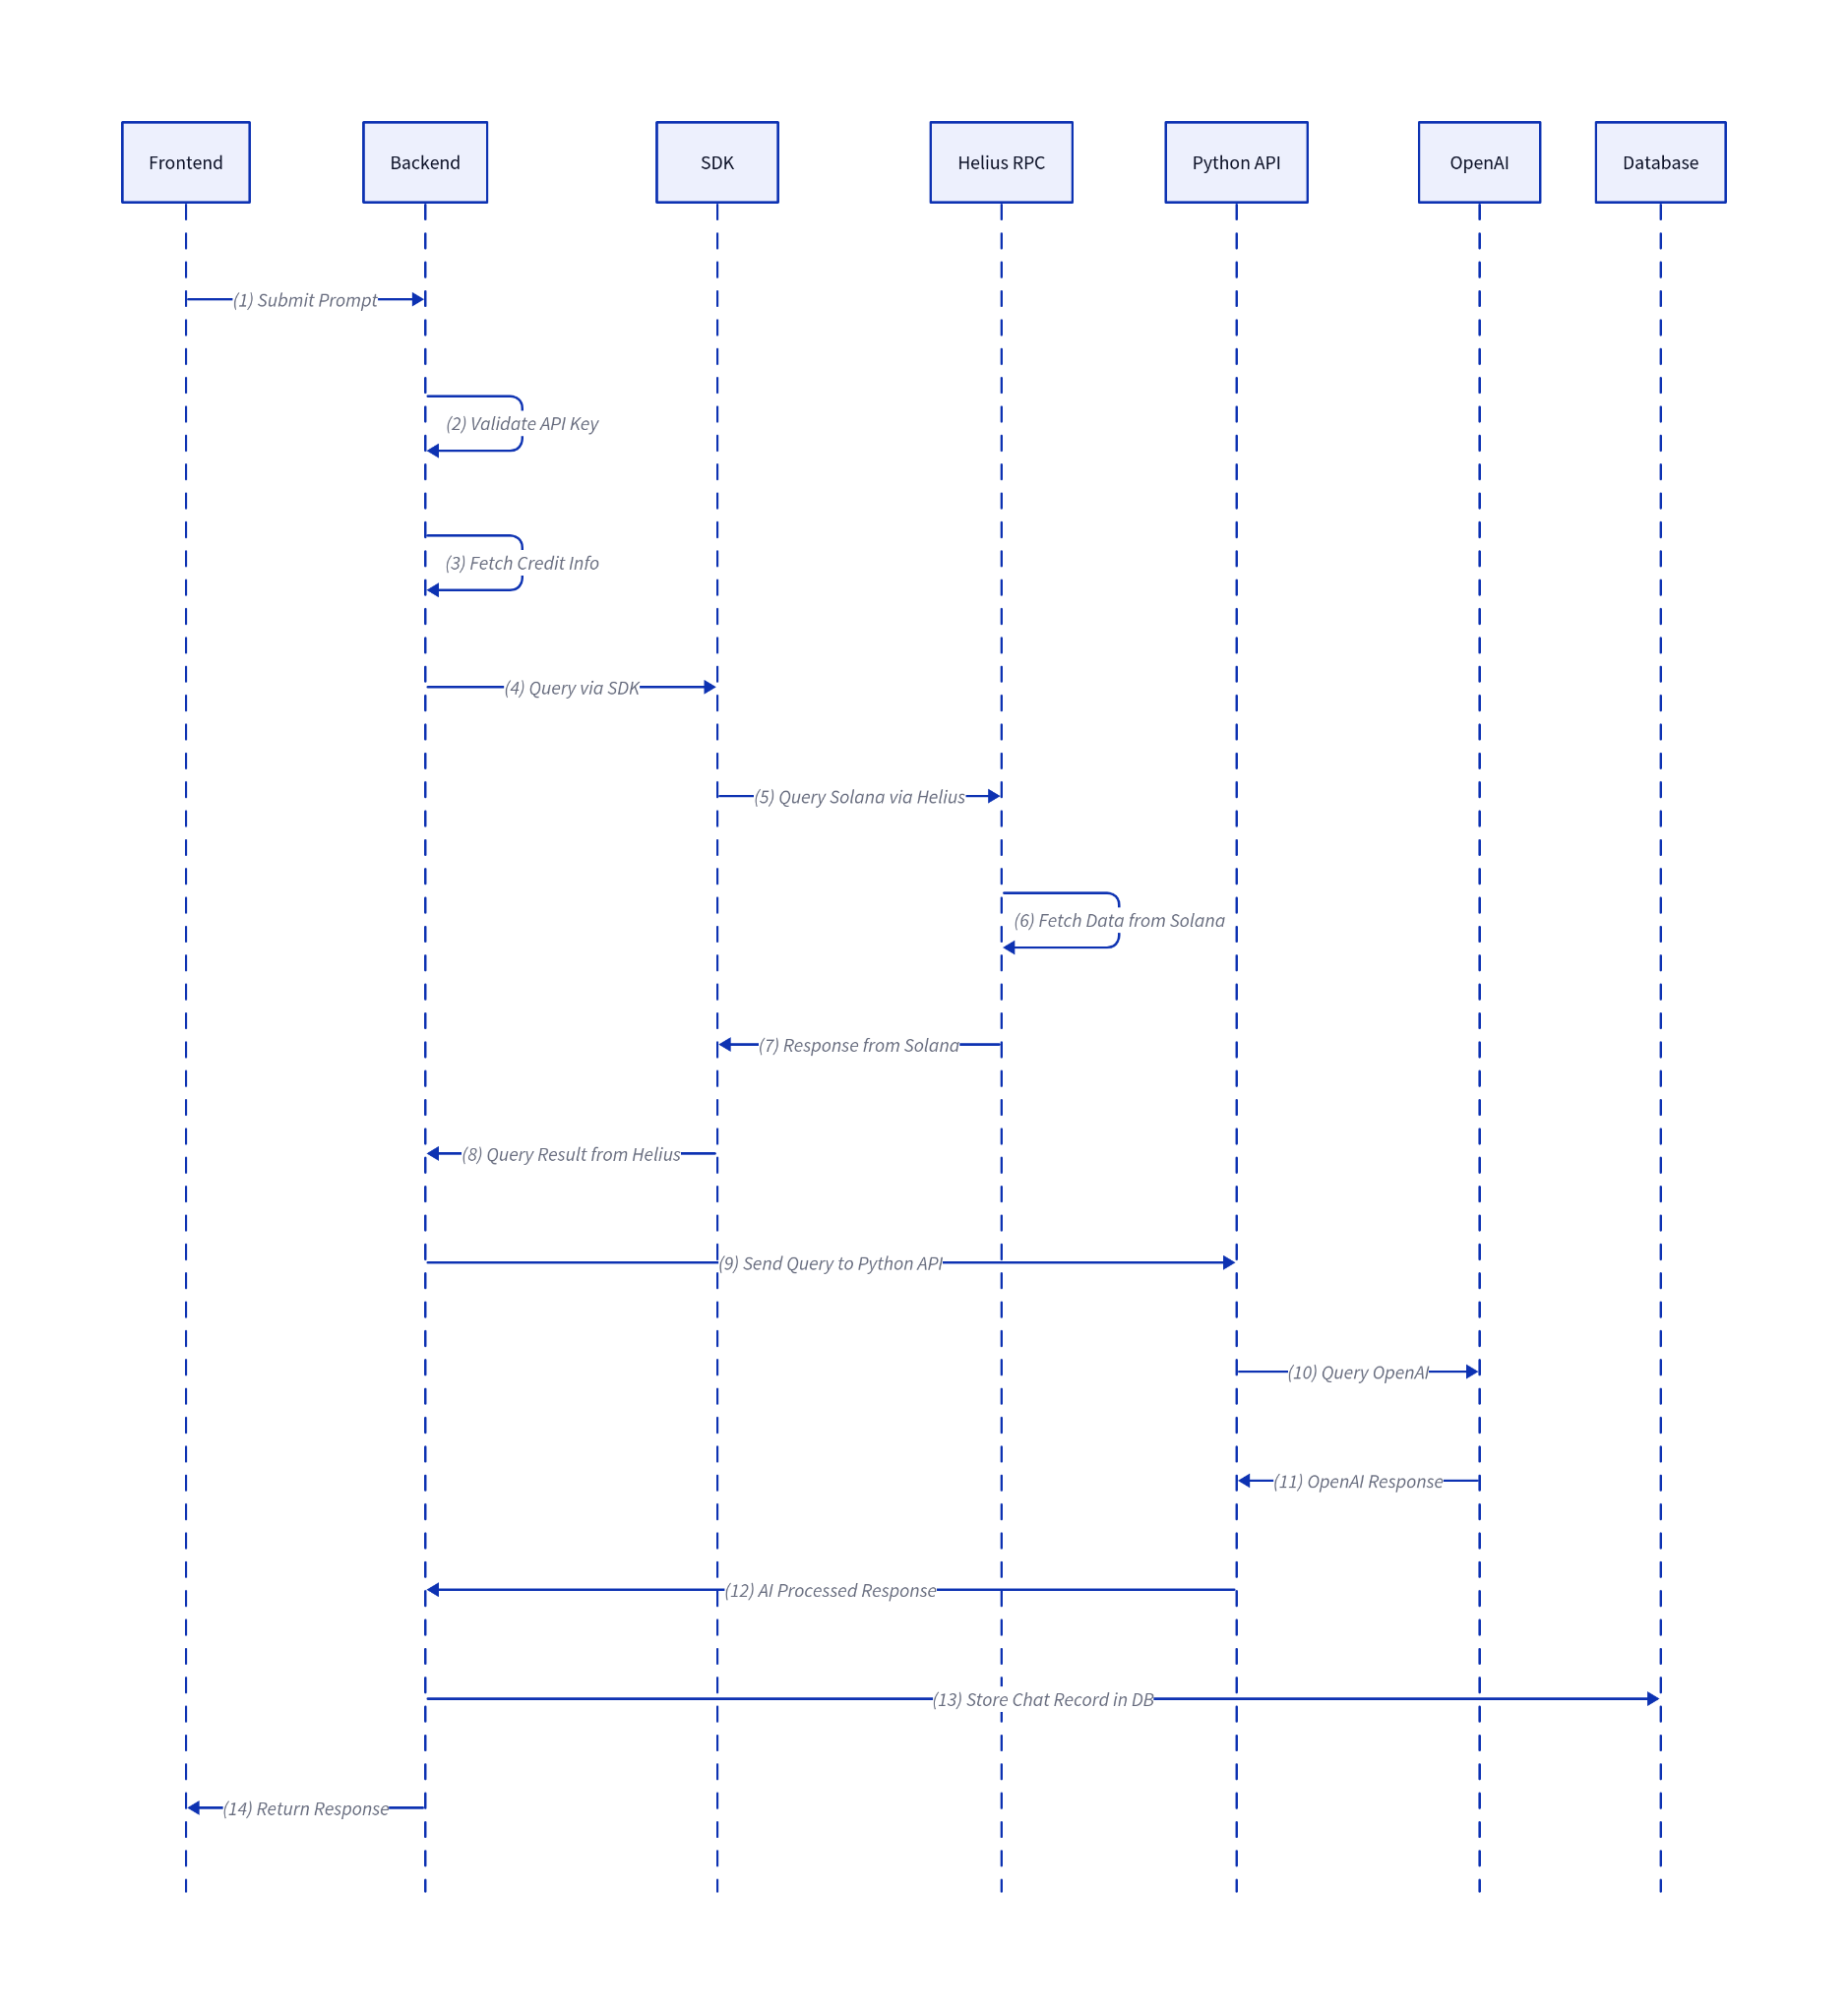 Frontend
Backend
SDK
Helius RPC
Python API
OpenAI
Database
(1) Submit Prompt
(2) Validate API Key
(3) Fetch Credit Info
(4) Query via SDK
(5) Query Solana via Helius
(6) Fetch Data from Solana
(7) Response from Solana
(8) Query Result from Helius
(9) Send Query to Python API
(10) Query OpenAI
(11) OpenAI Response
(12) AI Processed Response
(13) Store Chat Record in DB
(14) Return Response